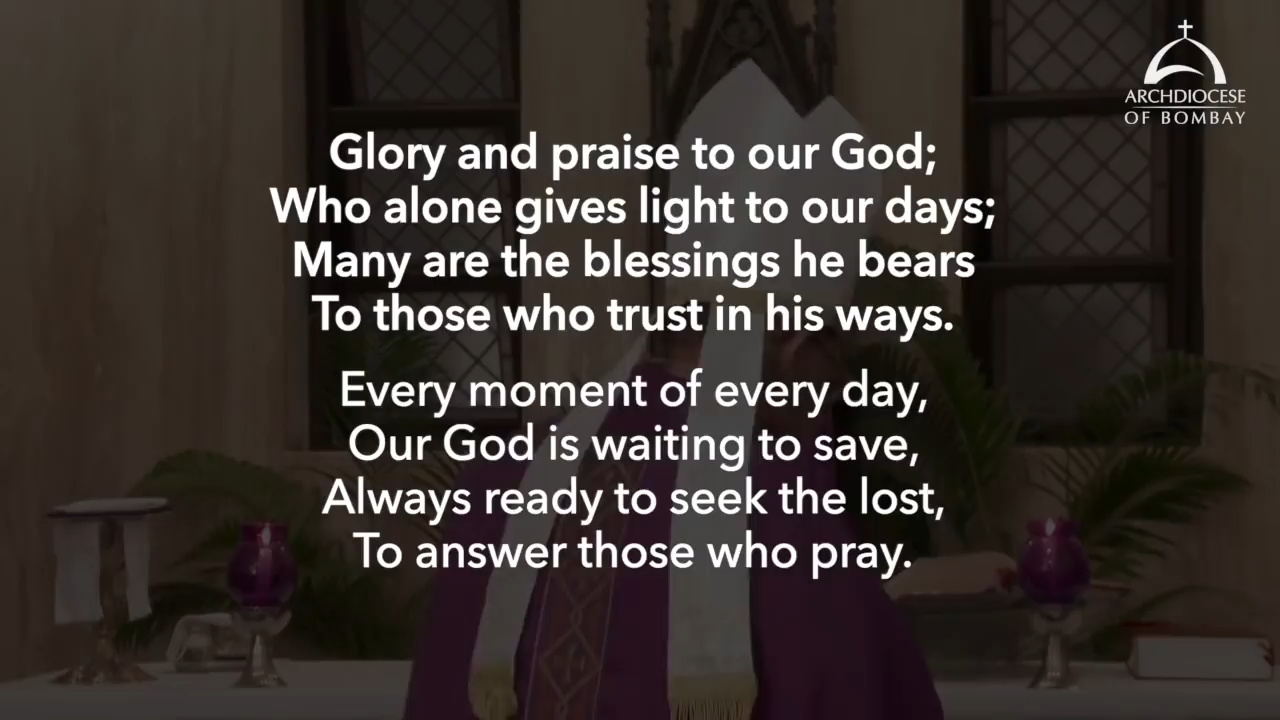 ARCHDIOCESE
OF BOMBAY
Glory and praise to our God;
Who alone gives light to our days;
Many are the blessings he bears
To those who trust in his ways.
Every moment of every day,
Our God is waiting to save,
Always ready to seek the lost,
To answer those who pray.